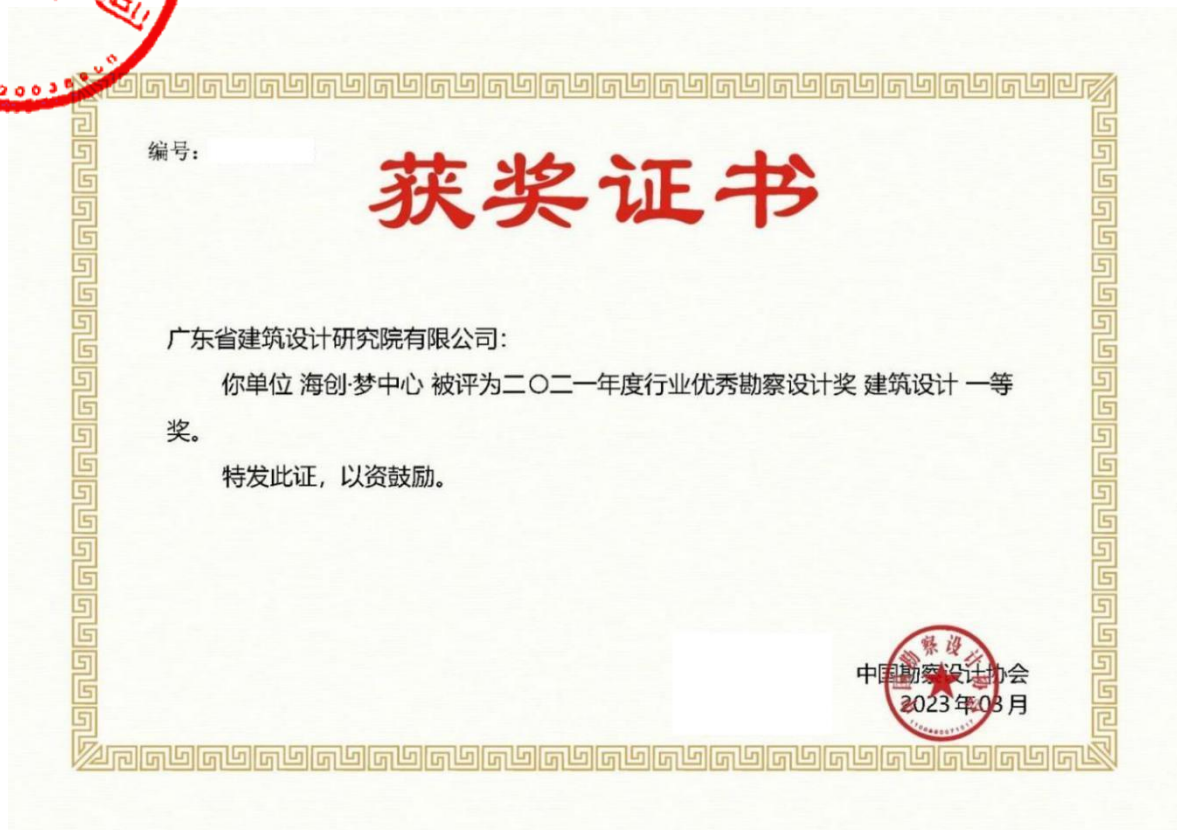 编号：
获奖证书
广东省建筑设计研究院有限公司：
你单位 海创·梦中心 被评为二〇二一年度行业优秀勘察设计奖 建筑设计 一等
奖。
特发此证，以资鼓励。
中国勘察设计协会
2023年03月